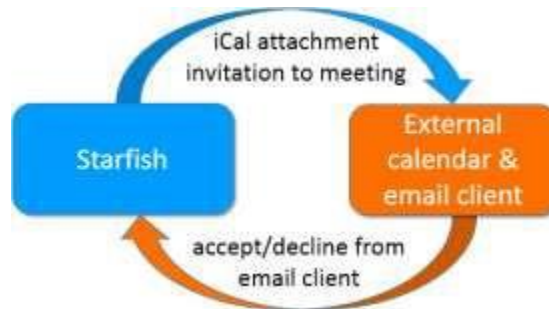 iCal attachment
invitation to meeting
Starfish
External
calendar &
email client
accept/decline from
email client